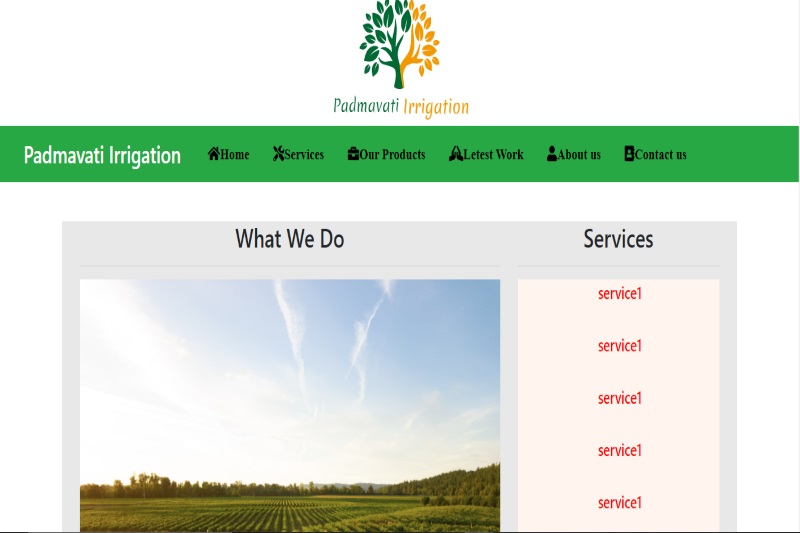 Padmavati Irrigation
Padmavati Irrigation Home Services Our Products Letest Work About us Contact us
What We Do
Services
service1
service1
service1
service1
service1